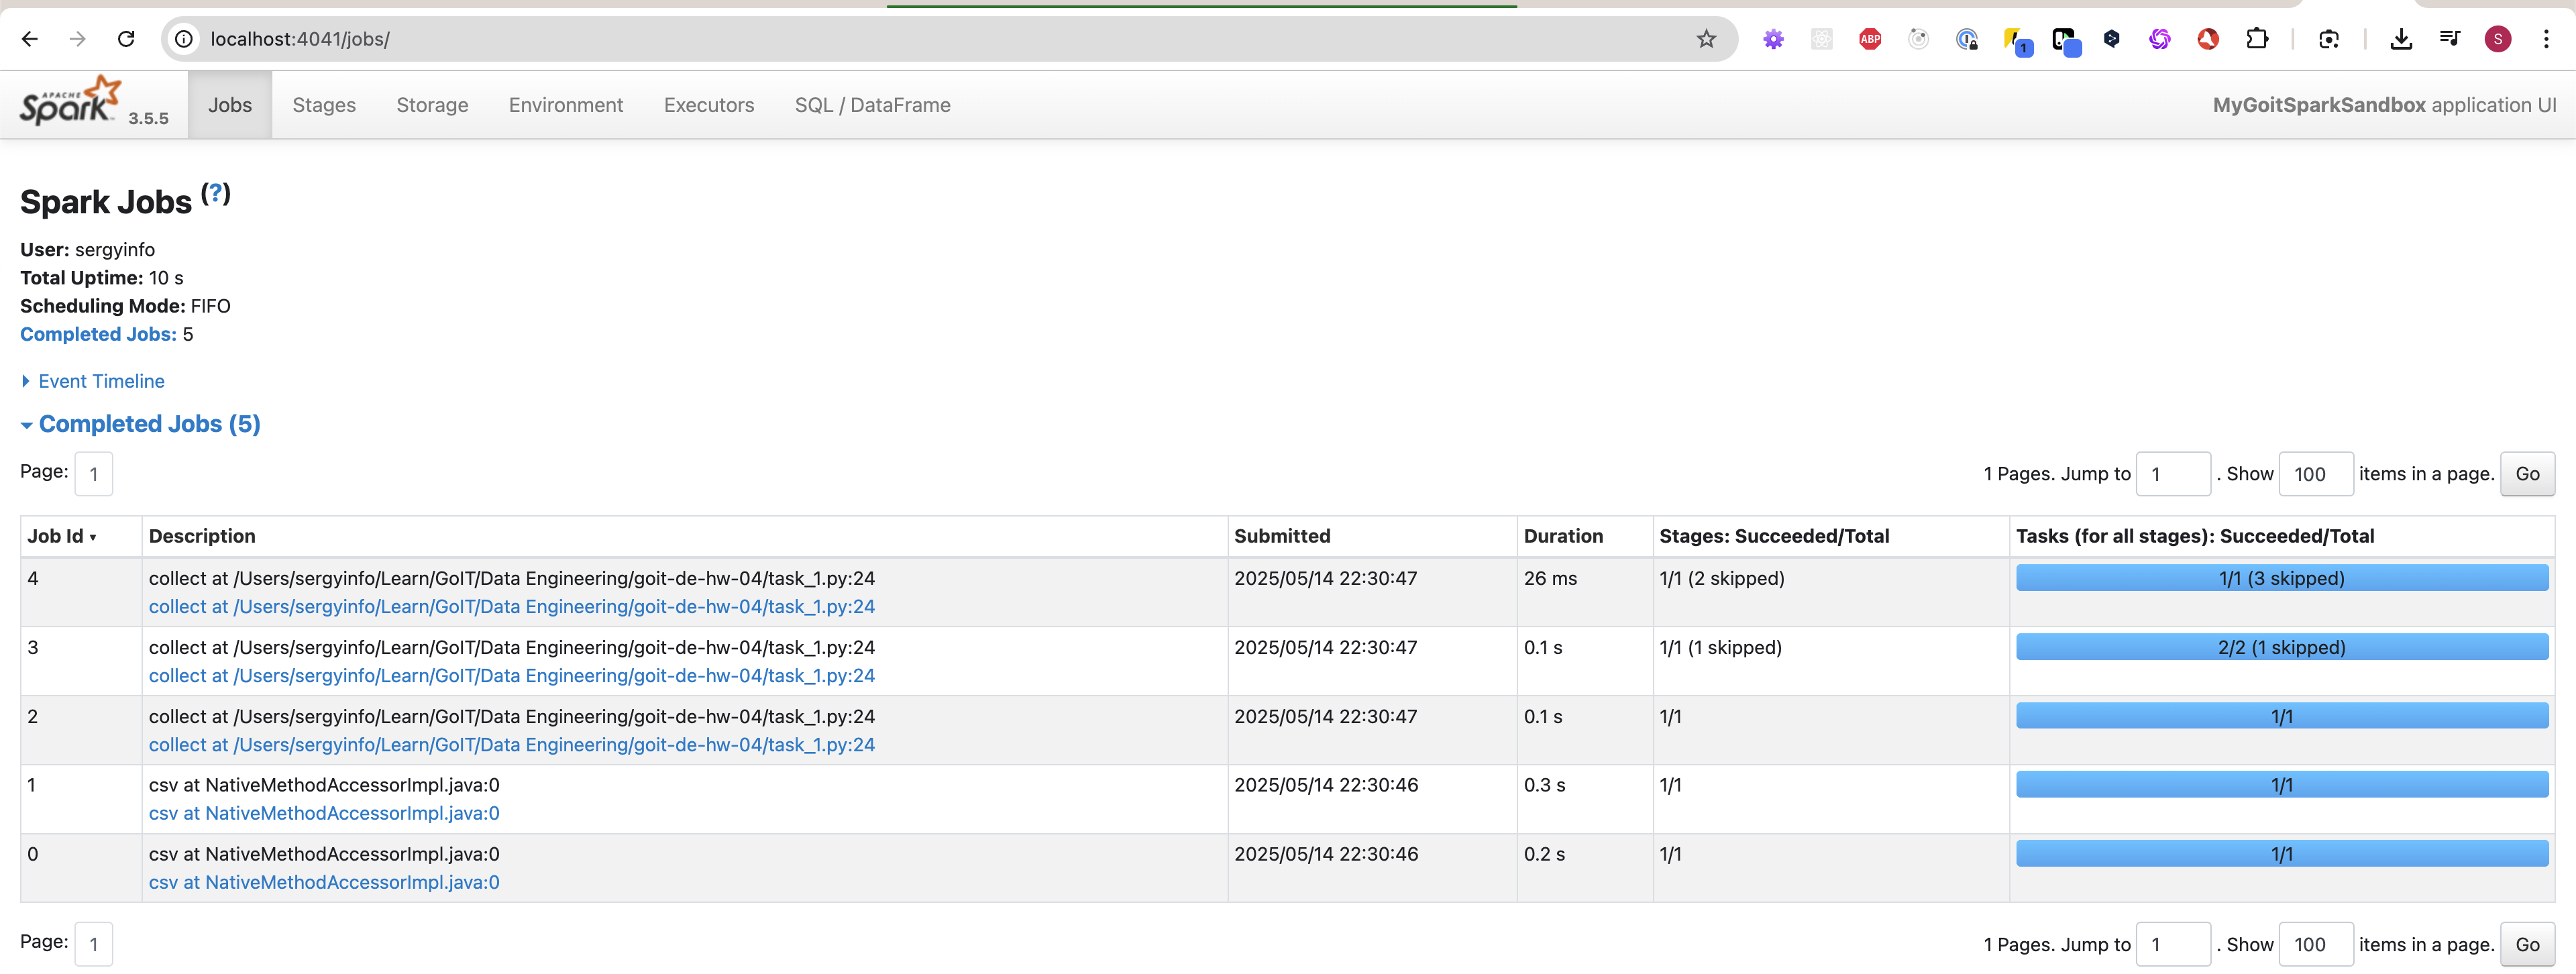 localhost:4041/jobs/
ABP
1
S
APACHE
Spark 3.5.5
Jobs Stages Storage Environment Executors SQL / DataFrame
MyGoitSparkSandbox application UI
Spark Jobs (?)
User: sergyinfo
Total Uptime: 10 s
Scheduling Mode: FIFO
Completed Jobs: 5
Event Timeline
Completed Jobs (5)
Page: 1
1 Pages. Jump to 1 . Show 100 items in a page. Go
Job Id ▾ Description Submitted Duration Stages: Succeeded/Total Tasks (for all stages): Succeeded/Total
4 collect at /Users/sergyinfo/Learn/GoIT/Data Engineering/goit-de-hw-04/task_1.py:24 2025/05/14 22:30:47 26 ms 1/1 (2 skipped) 1/1 (3 skipped)
collect at /Users/sergyinfo/Learn/GoIT/Data Engineering/goit-de-hw-04/task_1.py:24
3 collect at /Users/sergyinfo/Learn/GoIT/Data Engineering/goit-de-hw-04/task_1.py:24 2025/05/14 22:30:47 0.1 s 1/1 (1 skipped) 2/2 (1 skipped)
collect at /Users/sergyinfo/Learn/GoIT/Data Engineering/goit-de-hw-04/task_1.py:24
2 collect at /Users/sergyinfo/Learn/GoIT/Data Engineering/goit-de-hw-04/task_1.py:24 2025/05/14 22:30:47 0.1 s 1/1 1/1
collect at /Users/sergyinfo/Learn/GoIT/Data Engineering/goit-de-hw-04/task_1.py:24
1 csv at NativeMethodAccessorImpl.java:0 2025/05/14 22:30:46 0.3 s 1/1 1/1
csv at NativeMethodAccessorImpl.java:0
0 csv at NativeMethodAccessorImpl.java:0 2025/05/14 22:30:46 0.2 s 1/1 1/1
csv at NativeMethodAccessorImpl.java:0
Page: 1
1 Pages. Jump to 1 . Show 100 items in a page. Go